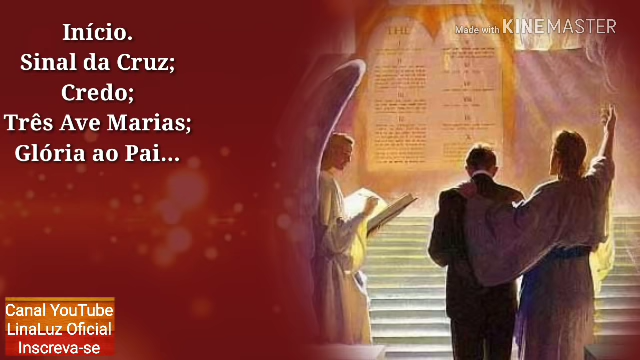 Início.
Sinal da Cruz;
Credo;
Três Ave Marias;
Glória ao Pai...
Made with KINEMASTER
THE
Canal YouTube
LinaLuz Oficial
Inscreva-se